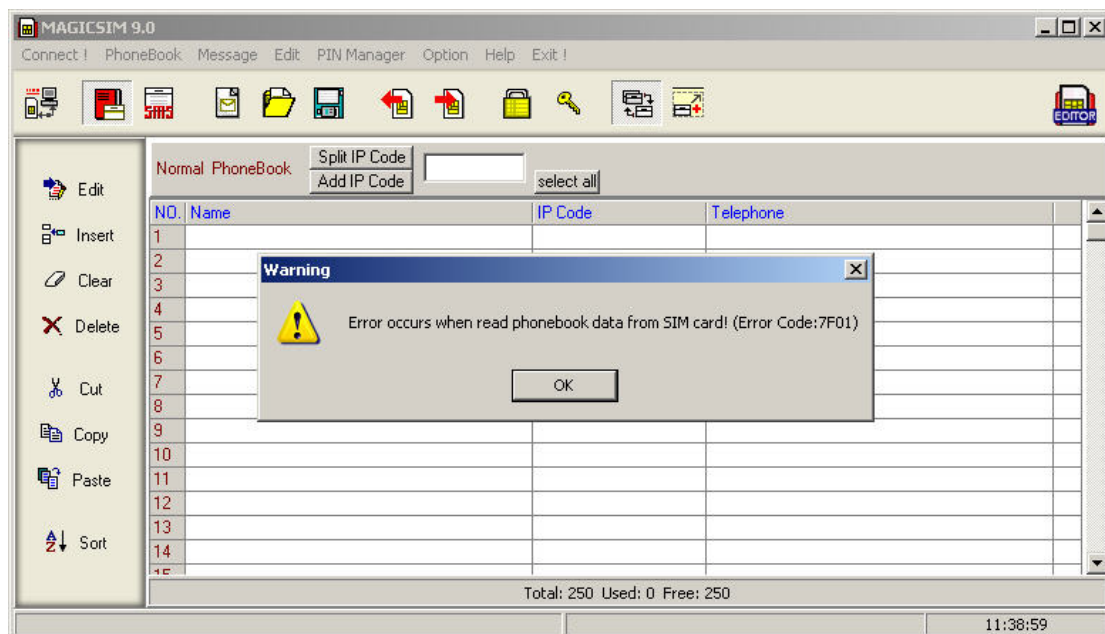 MAGICSIM 9.0
Connect ! PhoneBook Message Edit PIN Manager Option Help Exit !
SMS
EDITOR
Normal PhoneBook
Split IP Code
Add IP Code
select all
Edit
Insert
Clear
Delete
Cut
Copy
Paste
Sort
NO. Name IP Code Telephone
1
2
3
4
5
6
7
8
9
10
11
12
13
14
15
Warning
Error occurs when read phonebook data from SIM card! (Error Code:7F01)
OK
Total: 250 Used: 0 Free: 250
11:38:59